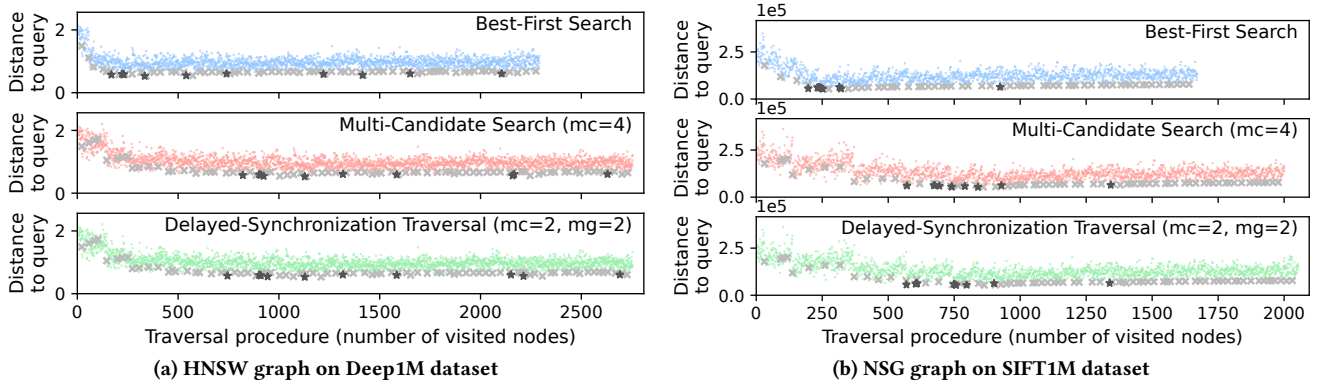 Best-First Search
Distance
to query
2
0
Multi-Candidate Search (mc=4)
Distance
to query
2
0
Delayed-Synchronization Traversal (mc=2, mg=2)
Distance
to query
2
0
0 500 1000 1500 2000 2500
Traversal procedure (number of visited nodes)
(a) HNSW graph on Deep1M dataset
1e5
Best-First Search
Distance
to query
2.5
0.0
1e5
Multi-Candidate Search (mc=4)
Distance
to query
2.5
0.0
1e5
Delayed-Synchronization Traversal (mc=2, mg=2)
Distance
to query
2.5
0.0
0 250 500 750 1000 1250 1500 1750 2000
Traversal procedure (number of visited nodes)
(b) NSG graph on SIFT1M dataset